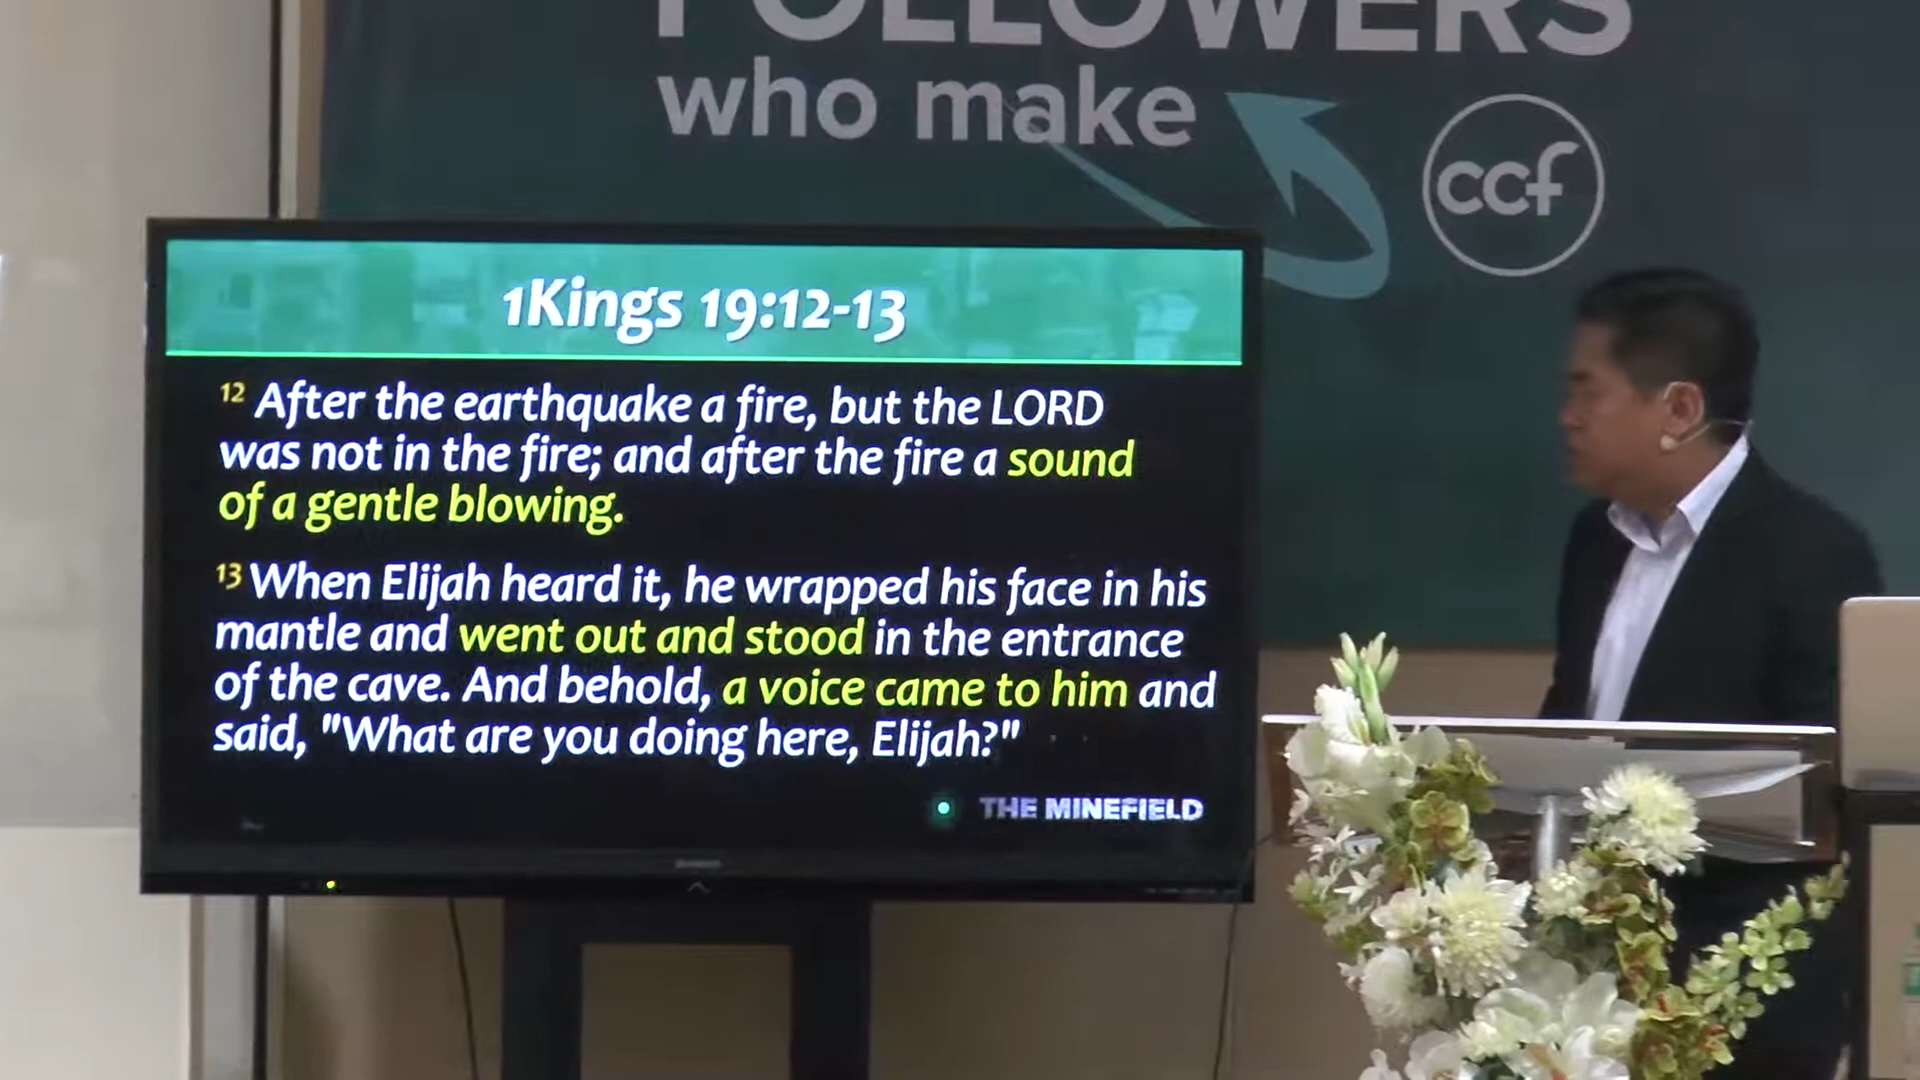 FOLLOWERS
who make
ccf
1Kings 19:12-13
12 After the earthquake a fire, but the LORD
was not in the fire; and after the fire a sound
of a gentle blowing.
13 When Elijah heard it, he wrapped his face in his
mantle and went out and stood in the entrance
of the cave. And behold, a voice came to him and
said, "What are you doing here, Elijah?"
THE MINEFIELD